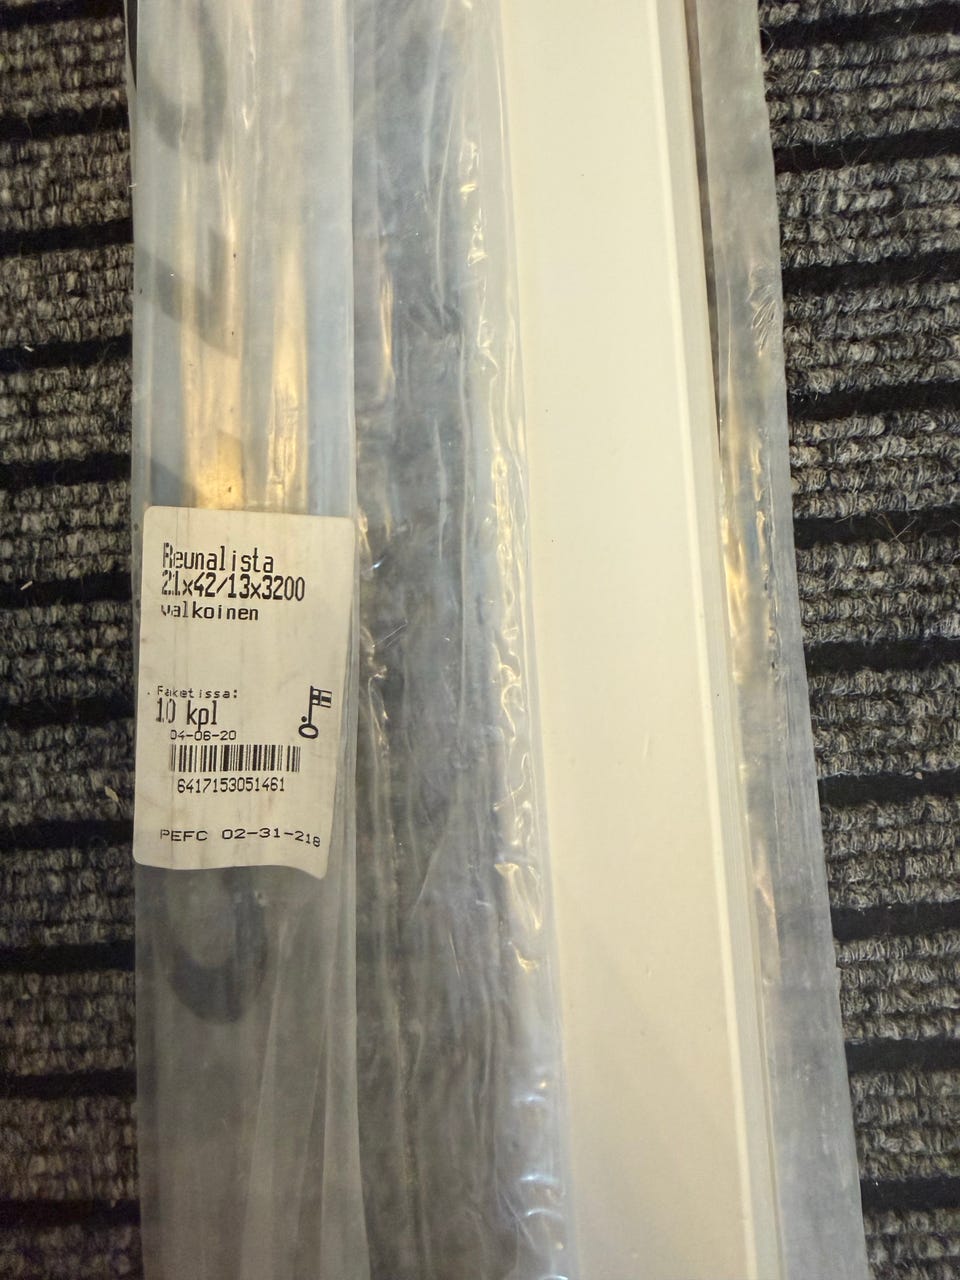 Reunalista
21x42/13x3200
valkoinen
Paketissa:
10 kpl
04-06-20
6417153051461
PEFC 02-31-218